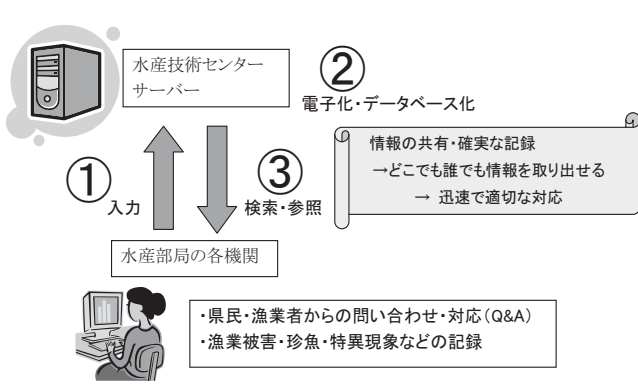 水産技術センター
サーバー
②
電子化・データベース化
情報の共有・確実な記録
→どこでも誰でも情報を取り出せる
→ 迅速で適切な対応
①
入力
③
検索・参照
水産部局の各機関
・県民・漁業者からの問い合わせ・対応(Q&A)
・漁業被害・珍魚・特異現象などの記録